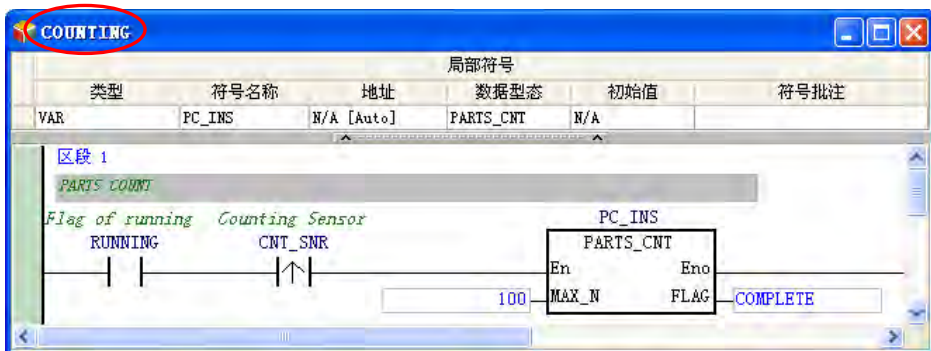 COUNTING
局部符号
类型 符号名称 地址 数据型态 初始值 符号批注
VAR PC_INS N/A [Auto] PARTS_CNT N/A
区段 1
PARTS COUNT
Flag of running Counting Sensor PC_INS
RUNNING CNT_SNR PARTS_CNT
En Eno
100 MAX_N FLAG COMPLETE